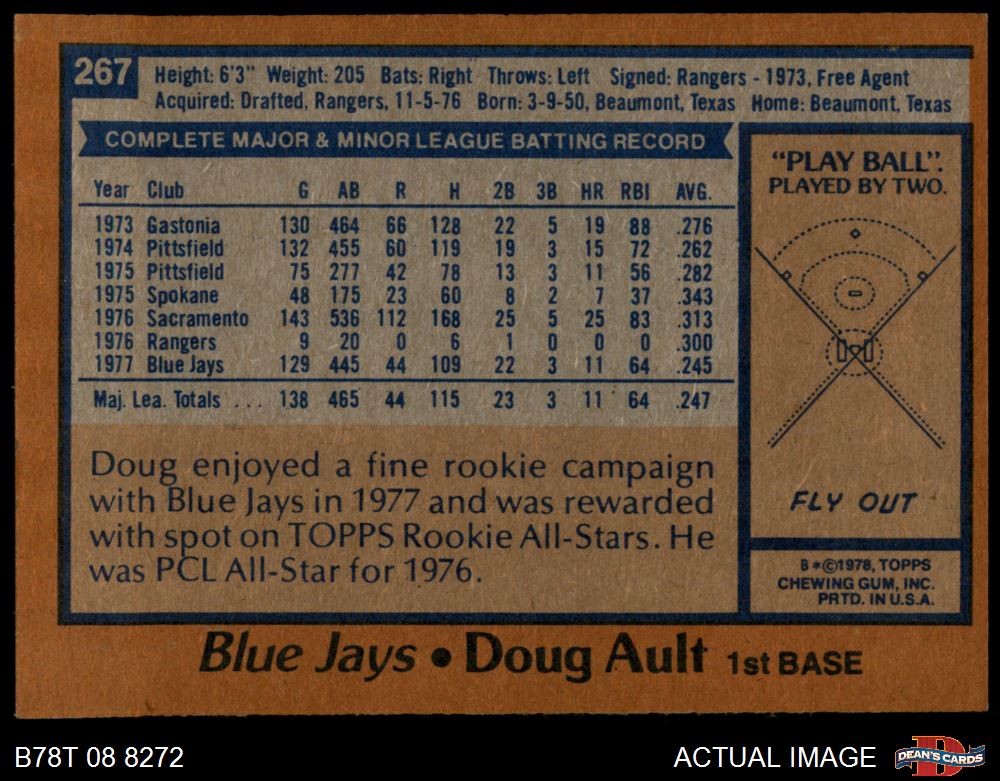 267
Height: 6'3" Weight: 205 Bats: Right Throws: Left Signed: Rangers - 1973, Free Agent
Acquired: Drafted, Rangers, 11-5-76 Born: 3-9-50, Beaumont, Texas Home: Beaumont, Texas
COMPLETE MAJOR & MINOR LEAGUE BATTING RECORD
Year Club G AB R H 2B 3B HR RBI AVG.
1973 Gastonia 130 464 66 128 22 5 19 88 .276
1974 Pittsfield 132 455 60 119 19 3 15 72 .262
1975 Pittsfield 75 277 42 78 13 3 11 56 .282
1975 Spokane 48 175 23 60 8 2 7 37 .343
1976 Sacramento 143 536 112 168 25 5 25 83 .313
1976 Rangers 9 20 0 6 1 0 0 0 .300
1977 Blue Jays 129 445 44 109 22 3 11 64 .245
Maj. Lea. Totals ... 138 465 44 115 23 3 11 64 .247
Doug enjoyed a fine rookie campaign
with Blue Jays in 1977 and was rewarded
with spot on TOPPS Rookie All-Stars. He
was PCL All-Star for 1976.
"PLAY BALL".
PLAYED BY TWO.
FLY OUT
B*©1978, TOPPS
CHEWING GUM, INC.
PRTD. IN U.S.A.
Blue Jays • Doug Ault 1st BASE
B78T 08 8272
ACTUAL IMAGE
D
DEAN'S CARDS